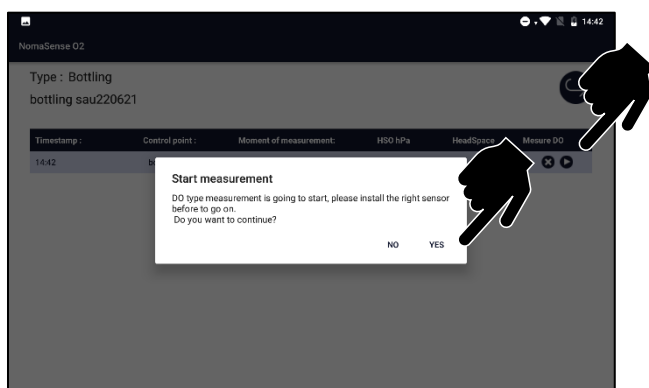 14:42
NomaSense O2
Type : Bottling
bottling sau220621
Timestamp : Control point : Moment of measurement: HS0 hPa HeadSpace Mesure DO
14:42 b
Start measurement
DO type measurement is going to start, please install the right sensor
before to go on.
Do you want to continue?
NO YES